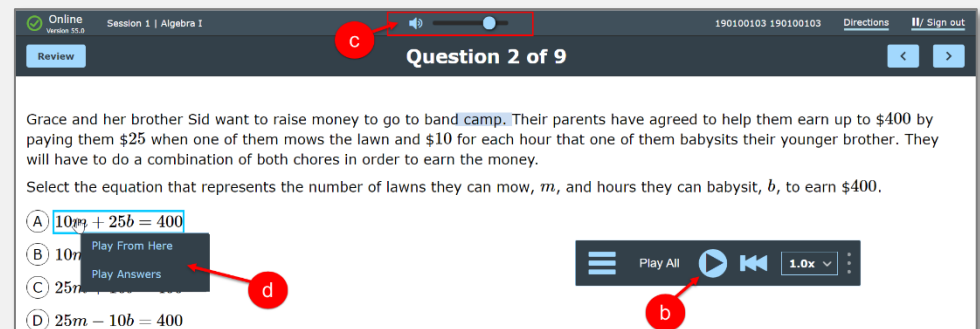 Online
Version 55.0
Session 1 | Algebra I
190100103 190100103
Directions
II/ Sign out
c
Review
Question 2 of 9
<
>
Grace and her brother Sid want to raise money to go to band camp. Their parents have agreed to help them earn up to $400 by
paying them $25 when one of them mows the lawn and $10 for each hour that one of them babysits their younger brother. They
will have to do a combination of both chores in order to earn the money.
Select the equation that represents the number of lawns they can mow, m, and hours they can babysit, b, to earn $400.
A 10m + 25b = 400
Play From Here
B 10m
Play Answers
C 25m
d
D 25m − 10b = 400
Play All
1.0x
b